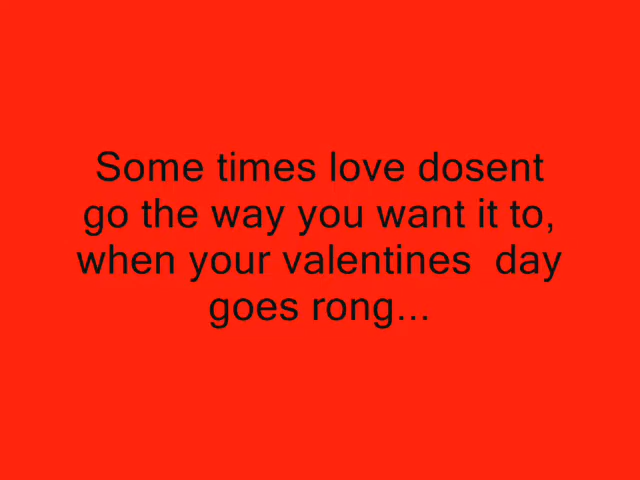 Some times love dosent
go the way you want it to,
when your valentines  day
goes rong...